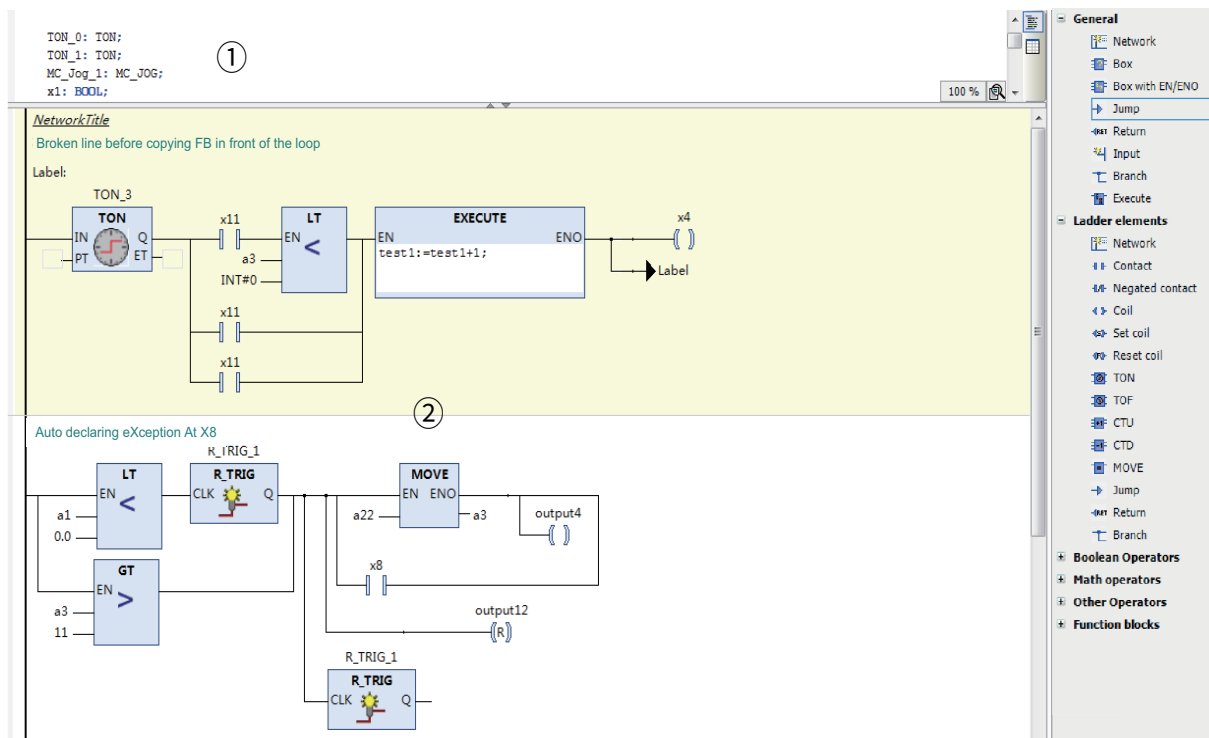 TON_0: TON;
TON_1: TON;
①
MC_Jog_1: MC_JOG;
x1: BOOL;
100 %
NetworkTitle
Broken line before copying FB in front of the loop
Label:
TON_3
TON
IN Q
PT ET
x11
LT
EN
<
a3
INT#0
EXECUTE
EN ENO
test1:=test1+1;
x4
Label
x11
x11
②
Auto declaring eXception At X8
R_TRIG_1
LT
EN
<
a1
0.0
R_TRIG
CLK Q
MOVE
EN ENO
a22 a3
output4
GT
EN
>
a3
11
x8
output12
R
R_TRIG_1
R_TRIG
CLK Q
General
Network
Box
Box with EN/ENO
Jump
Return
Input
Branch
Execute
Ladder elements
Network
Contact
Negated contact
Coil
Set coil
Reset coil
TON
TOF
CTU
CTD
MOVE
Jump
Return
Branch
Boolean Operators
Math operators
Other Operators
Function blocks